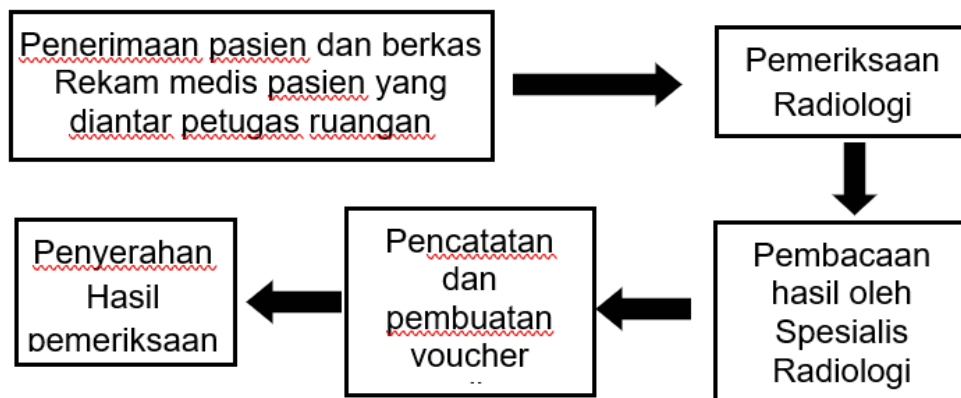 Penerimaan pasien dan berkas
Rekam medis pasien yang
diantar petugas ruangan
Pemeriksaan
Radiologi
Pembacaan
hasil oleh
Spesialis
Radiologi
Pencatatan
dan
pembuatan
voucher
Penyerahan
Hasil
pemeriksaan